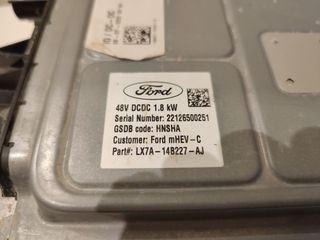 Ford
48V DCDC 1.8 kW
Serial Number: 22126500251
GSDB code: HNSHA
Customer: Ford mHEV-C
Part#: LX7A-14B227-AJ